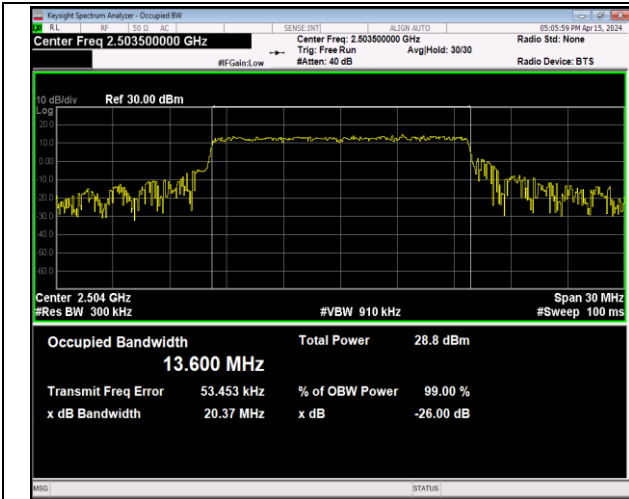 Keysight Spectrum Analyzer - Occupied BW
RL RF 50 Ω AC SENSE:INT ALIGN AUTO 05:05:59 PM Apr 15, 2024
Center Freq 2.503500000 GHz Center Freq: 2.503500000 GHz Radio Std: None
Trig: Free Run Avg|Hold: 30/30
#IFGain:Low #Atten: 40 dB Radio Device: BTS
10 dB/div Ref 30.00 dBm
Log
20.0
10.0
0.00
-10.0
-20.0
-30.0
-40.0
-50.0
-60.0
Center 2.504 GHz Span 30 MHz
#Res BW 300 kHz #VBW 910 kHz #Sweep 100 ms
Occupied Bandwidth Total Power 28.8 dBm
13.600 MHz
Transmit Freq Error 53.453 kHz % of OBW Power 99.00 %
x dB Bandwidth 20.37 MHz x dB -26.00 dB
MSG STATUS